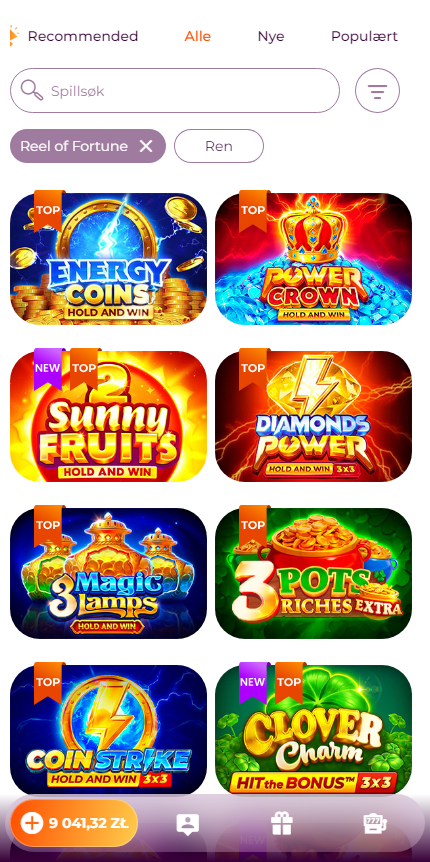 Recommended Alle Nye Populært
Spillsøk
Reel of Fortune Ren
TOP
ENERGY
COINS
HOLD AND WIN
TOP
POWER
CROWN
HOLD AND WIN
NEW TOP
2
Sunny
FRUITS
HOLD AND WIN
TOP
DIAMONDS
POWER
HOLD AND WIN 3x3
TOP
3 Magic
Lamps
HOLD AND WIN
TOP
3 POTS
RICHES EXTRA
TOP
COIN STRIKE
HOLD AND WIN 3x3
NEW TOP
CLOVER
Charm
HIT the BONUS™ 3x3
9 041,32 ZŁ
777